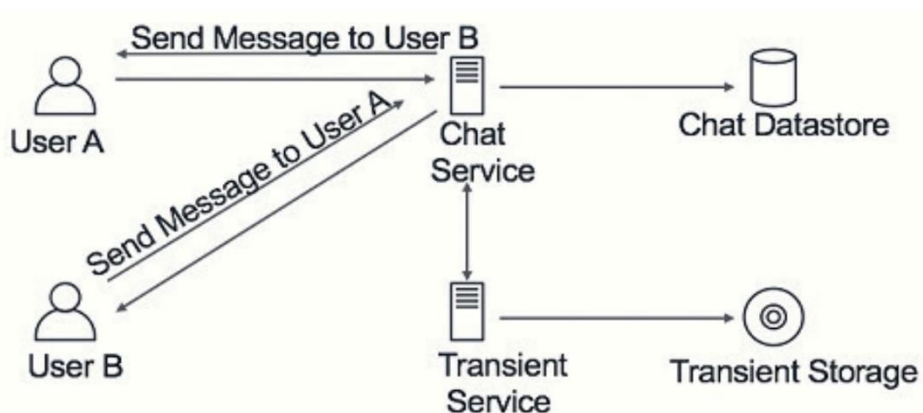 Send Message to User B
User A
Chat
Service
Chat Datastore
Send Message to User A
User B
Transient
Service
Transient Storage